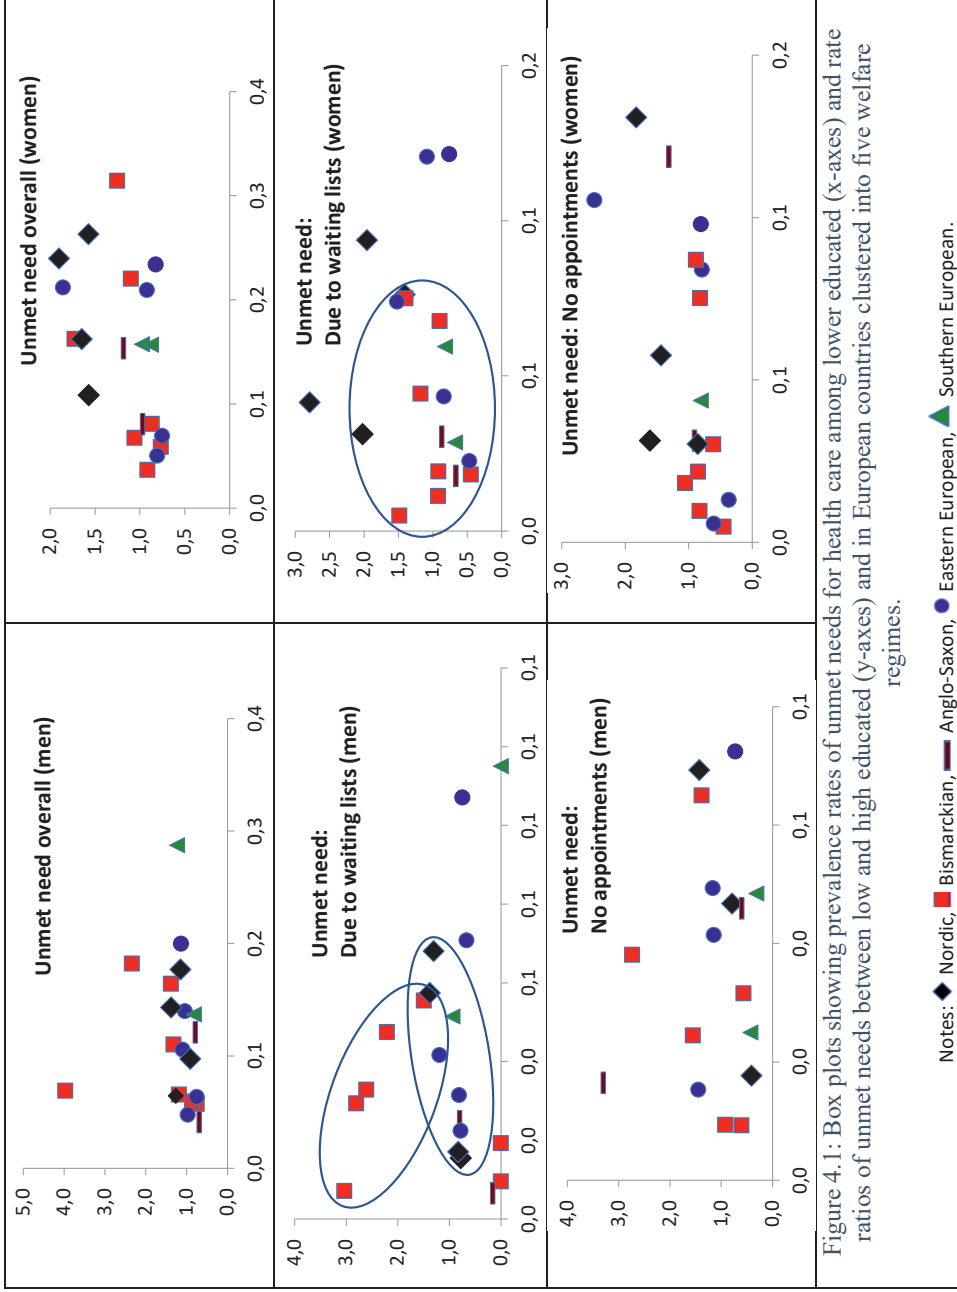 Unmet need overall (men)
5,0
4,0
3,0
2,0
1,0
0,0
0,0 0,1 0,2 0,3 0,4
Unmet need overall (women)
2,0
1,5
1,0
0,5
0,0
0,0 0,1 0,2 0,3 0,4
Unmet need:
Due to waiting lists (men)
4,0
3,0
2,0
1,0
0,0
0,0 0,0 0,0 0,1 0,1 0,1 0,1 0,1
Unmet need:
Due to waiting lists (women)
3,0
2,5
2,0
1,5
1,0
0,5
0,0
0,0 0,1 0,1 0,2
Unmet need:
No appointments (men)
4,0
3,0
2,0
1,0
0,0
0,0 0,0 0,0 0,1 0,1
Unmet need: No appointments (women)
3,0
2,0
1,0
0,0
0,0 0,1 0,1 0,2
Figure 4.1: Box plots showing prevalence rates of unmet needs for health care among lower educated (x-axes) and rate
ratios of unmet needs between low and high educated (y-axes) and in European countries clustered into five welfare
regimes.
Notes: Nordic, Bismarckian, Anglo-Saxon, Eastern European, Southern European.